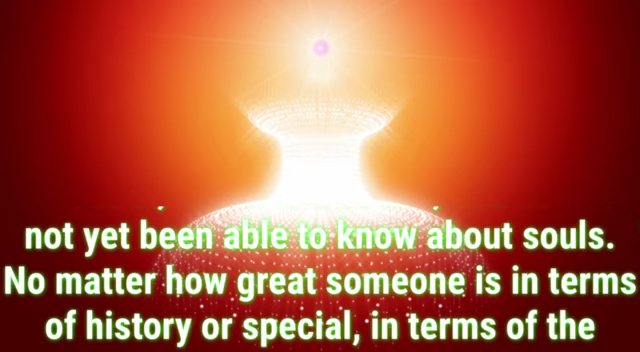 not yet been able to know about souls.
No matter how great someone is in terms
of history or special, in terms of the